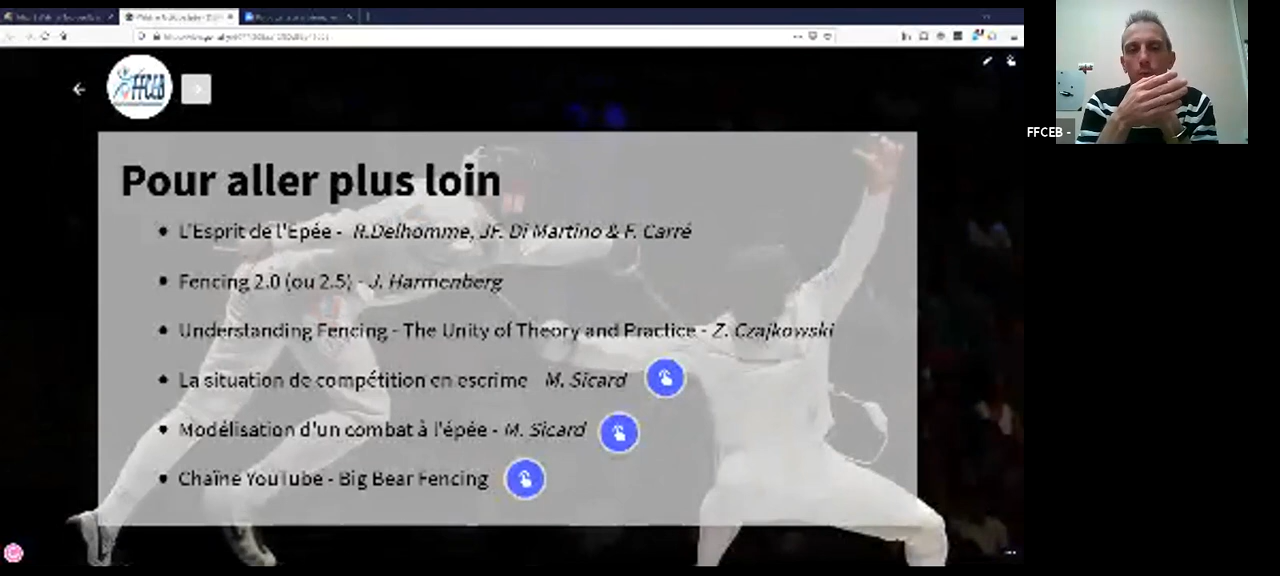 FFCEB
Pour aller plus loin
L'Esprit de l'Epée - R.Delhomme, JF. Di Martino & F. Carré
Fencing 2.0 (ou 2.5) - J. Harmenberg
Understanding Fencing - The Unity of Theory and Practice - Z. Czajkowski
La situation de compétition en escrime M. Sicard
Modélisation d'un combat à l'épée - M. Sicard
Chaîne YouTube - Big Bear Fencing
FFCEB -